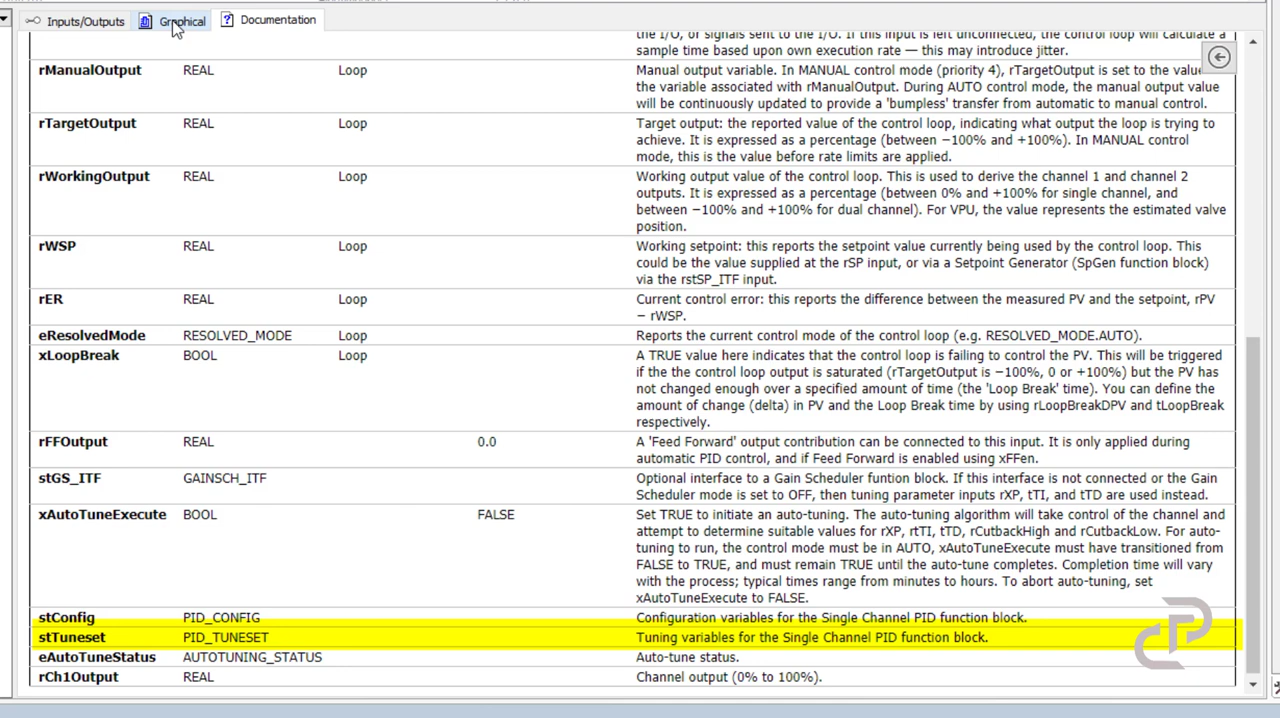 Inputs/Outputs Graphical Documentation
the I/O, or signals sent to the I/O. If this input is left unconnected, the control loop will calculate a
sample time based upon own execution rate — this may introduce jitter.
rManualOutput REAL Loop Manual output variable. In MANUAL control mode (priority 4), rTargetOutput is set to the
the variable associated with rManualOutput. During AUTO control mode, the manual output value
will be continuously updated to provide a 'bumpless' transfer from automatic to manual control.
rTargetOutput REAL Loop Target output: the reported value of the control loop, indicating what output the loop is trying to
achieve. It is expressed as a percentage (between −100% and +100%). In MANUAL control
mode, this is the value before rate limits are applied.
rWorkingOutput REAL Loop Working output value of the control loop. This is used to derive the channel 1 and channel 2
outputs. It is expressed as a percentage (between 0% and +100% for single channel, and
between −100% and +100% for dual channel). For VPU, the value represents the estimated valve
position.
rWSP REAL Loop Working setpoint: this reports the setpoint value currently being used by the control loop. This
could be the value supplied at the rSP input, or via a Setpoint Generator (SpGen function block)
via the rstSP_ITF input.
rER REAL Loop Current control error: this reports the difference between the measured PV and the setpoint, rPV
− rWSP.
eResolvedMode RESOLVED_MODE Loop Reports the current control mode of the control loop (e.g. RESOLVED_MODE.AUTO).
xLoopBreak BOOL Loop A TRUE value here indicates that the control loop is failing to control the PV. This will be triggered
if the the control loop output is saturated (rTargetOutput is −100%, 0 or +100%) but the PV has
not changed enough over a specified amount of time (the 'Loop Break' time). You can define the
amount of change (delta) in PV and the Loop Break time by using rLoopBreakDPV and tLoopBreak
respectively.
rFFOutput REAL 0.0 A 'Feed Forward' output contribution can be connected to this input. It is only applied during
automatic PID control, and if Feed Forward is enabled using xFFen.
stGS_ITF GAINSCH_ITF Optional interface to a Gain Scheduler funtion block. If this interface is not connected or the Gain
Scheduler mode is set to OFF, then tuning parameter inputs rXP, tTI, and tTD are used instead.
xAutoTuneExecute BOOL FALSE Set TRUE to initiate an auto-tuning. The auto-tuning algorithm will take control of the channel and
attempt to determine suitable values for rXP, rtTI, tTD, rCutbackHigh and rCutbackLow. For auto-
tuning to run, the control mode must be in AUTO, xAutoTuneExecute must have transitioned from
FALSE to TRUE, and must remain TRUE until the auto-tune completes. Completion time will vary
with the process; typical times range from minutes to hours. To abort auto-tuning, set
xAutoTuneExecute to FALSE.
stConfig PID_CONFIG Configuration variables for the Single Channel PID function block.
stTuneset PID_TUNESET Tuning variables for the Single Channel PID function block.
eAutoTuneStatus AUTOTUNING_STATUS Auto-tune status.
rCh1Output REAL Channel output (0% to 100%).